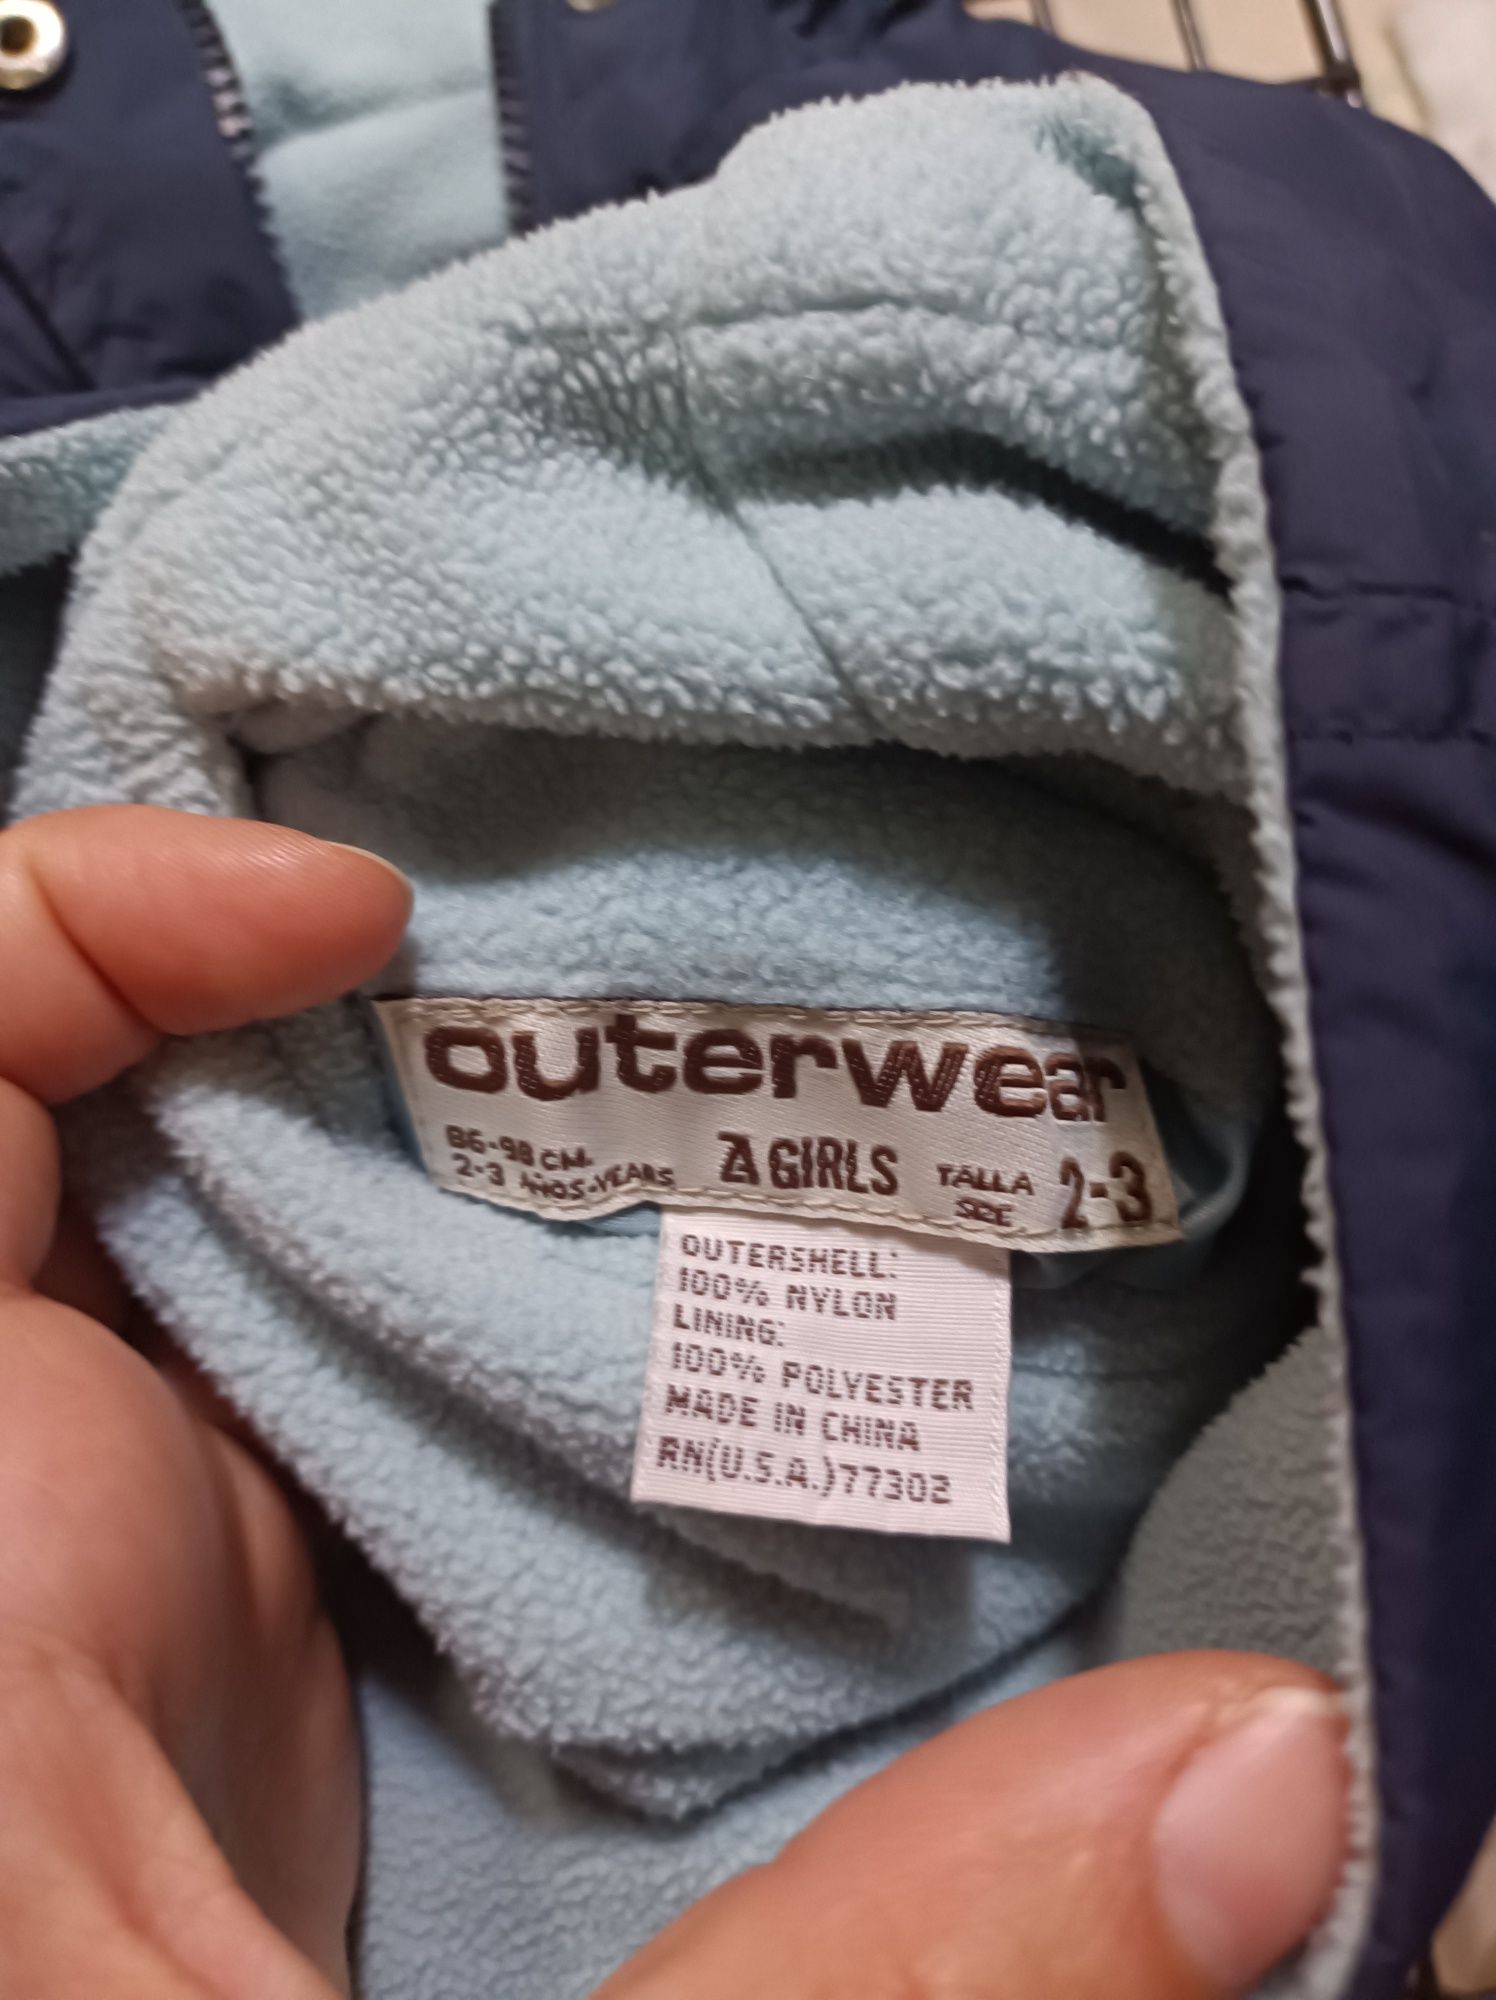 outerwear
86-98 CM.
2-3 AÑOS-YEARS
ZA GIRLS
TALLA
SIZE
2-3
OUTERSHELL:
100% NYLON
LINING:
100% POLYESTER
MADE IN CHINA
RN(U.S.A.)77302